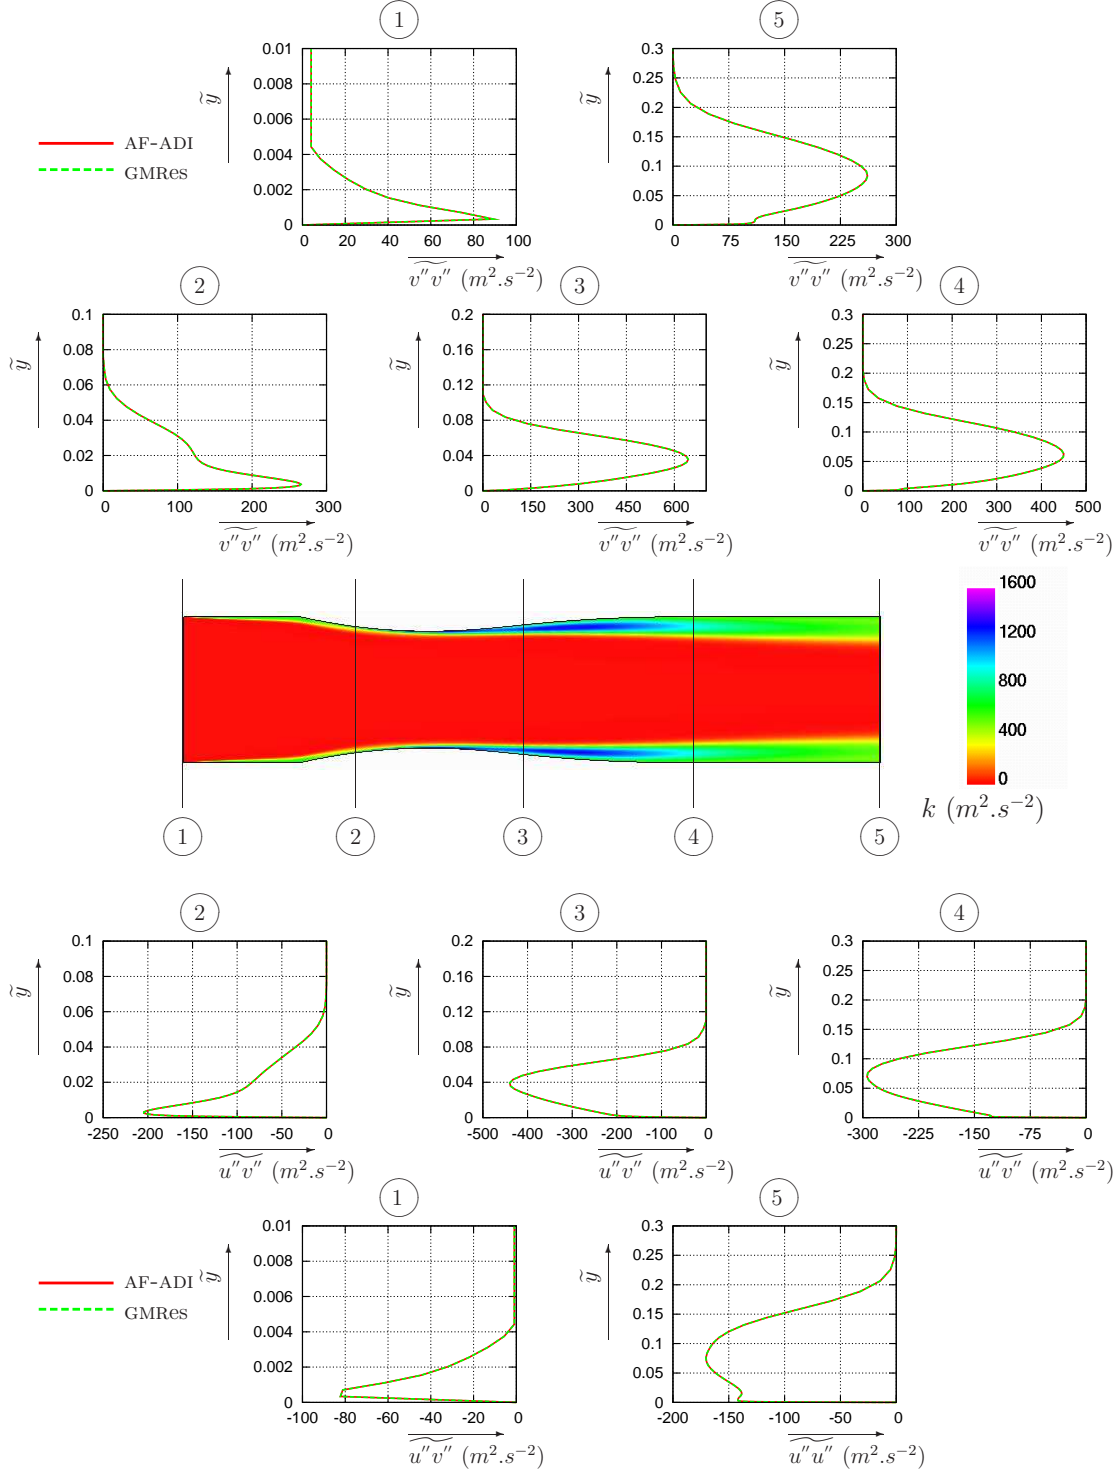 1
5
0.01
0.008
0.006
0.004
0.002
0
0 20 40 60 80 100
ỹ
v″v″ (m².s⁻²)
0.3
0.25
0.2
0.15
0.1
0.05
0
0 75 150 225 300
ỹ
v″v″ (m².s⁻²)
AF-ADI
GMRes
2
3
4
0.1
0.08
0.06
0.04
0.02
0
0 100 200 300
ỹ
v″v″ (m².s⁻²)
0.2
0.16
0.12
0.08
0.04
0
0 150 300 450 600
ỹ
v″v″ (m².s⁻²)
0.3
0.25
0.2
0.15
0.1
0.05
0
0 100 200 300 400 500
ỹ
v″v″ (m².s⁻²)
1600
1200
800
400
0
k (m².s⁻²)
1 2 3 4 5
2
3
4
0.1
0.08
0.06
0.04
0.02
0
-250 -200 -150 -100 -50 0
ỹ
u″v″ (m².s⁻²)
0.2
0.16
0.12
0.08
0.04
0
-500 -400 -300 -200 -100 0
ỹ
u″v″ (m².s⁻²)
0.3
0.25
0.2
0.15
0.1
0.05
0
-300 -225 -150 -75 0
ỹ
u″v″ (m².s⁻²)
1
5
AF-ADI
GMRes
0.01
0.008
0.006
0.004
0.002
0
-100 -80 -60 -40 -20 0
ỹ
u″v″ (m².s⁻²)
0.3
0.25
0.2
0.15
0.1
0.05
0
-200 -150 -100 -50 0
ỹ
u″u″ (m².s⁻²)